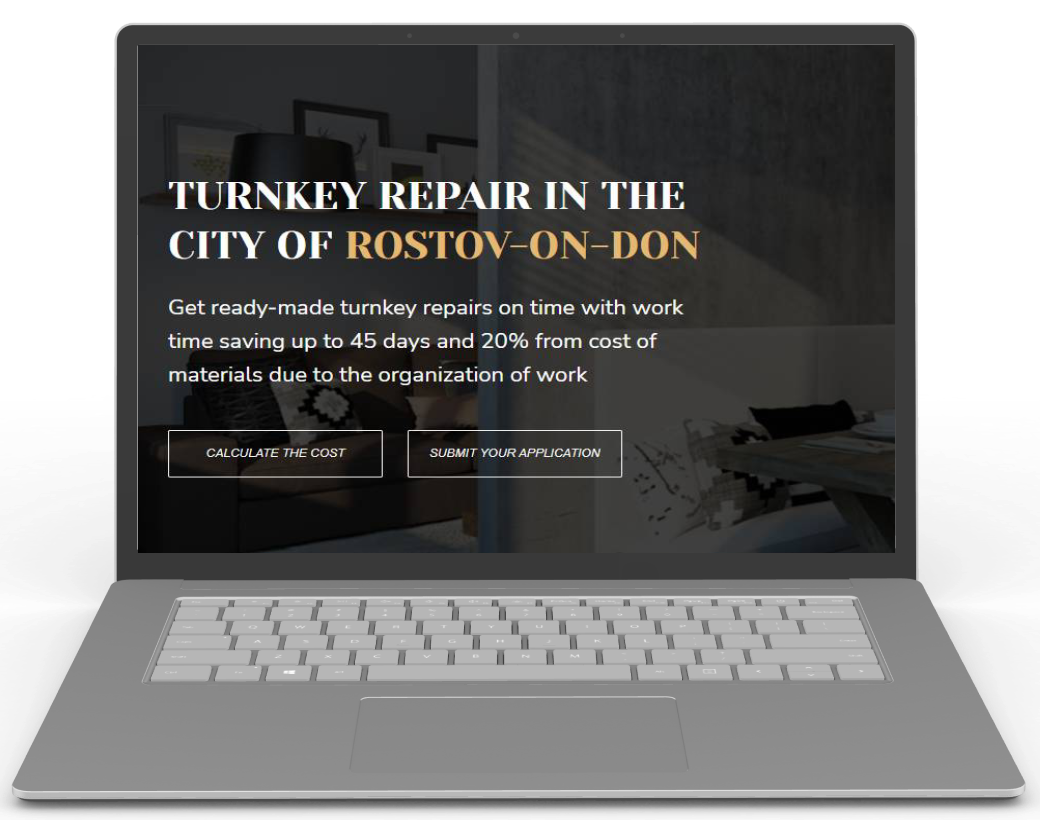 TURNKEY REPAIR IN THE
CITY OF ROSTOV-ON-DON
Get ready-made turnkey repairs on time with work
time saving up to 45 days and 20% from cost of
materials due to the organization of work
CALCULATE THE COST
SUBMIT YOUR APPLICATION
Q W E R T Y U I O P
A S D F G H J K L
Z X C V B N M